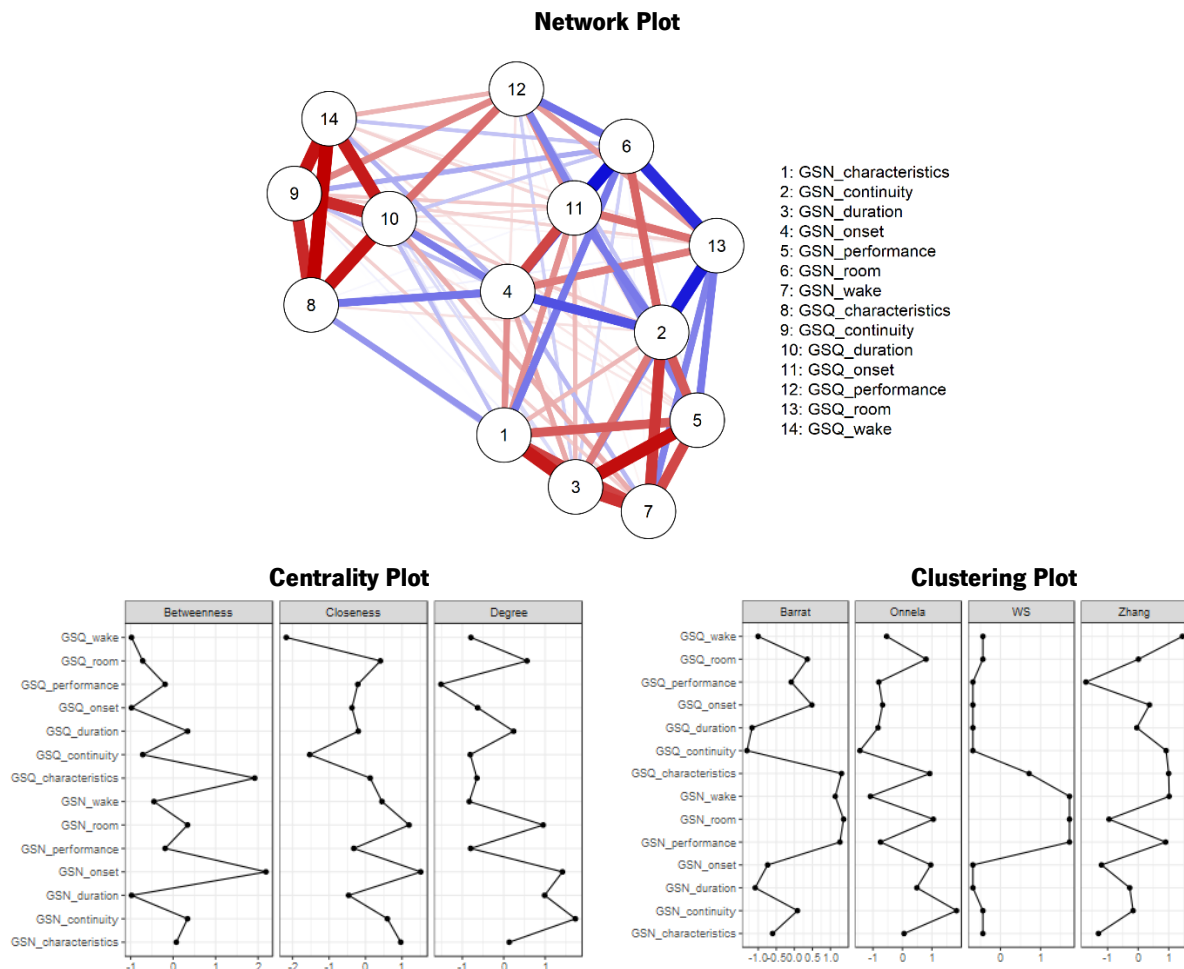 Network Plot
12
14
6
9
10
11
13
8
4
2
5
1
3
7
1: GSN_characteristics
2: GSN_continuity
3: GSN_duration
4: GSN_onset
5: GSN_performance
6: GSN_room
7: GSN_wake
8: GSQ_characteristics
9: GSQ_continuity
10: GSQ_duration
11: GSQ_onset
12: GSQ_performance
13: GSQ_room
14: GSQ_wake
Centrality Plot
Betweenness Closeness Degree
GSQ_wake
GSQ_room
GSQ_performance
GSQ_onset
GSQ_duration
GSQ_continuity
GSQ_characteristics
GSN_wake
GSN_room
GSN_performance
GSN_onset
GSN_duration
GSN_continuity
GSN_characteristics
-1 0 1 2 -2 -1 0 1 -1 0 1
Clustering Plot
Barrat Onnela WS Zhang
GSQ_wake
GSQ_room
GSQ_performance
GSQ_onset
GSQ_duration
GSQ_continuity
GSQ_characteristics
GSN_wake
GSN_room
GSN_performance
GSN_onset
GSN_duration
GSN_continuity
GSN_characteristics
-1.0 -0.5 0.0 0.5 1.0 -1 0 1 0 1 -1 0 1